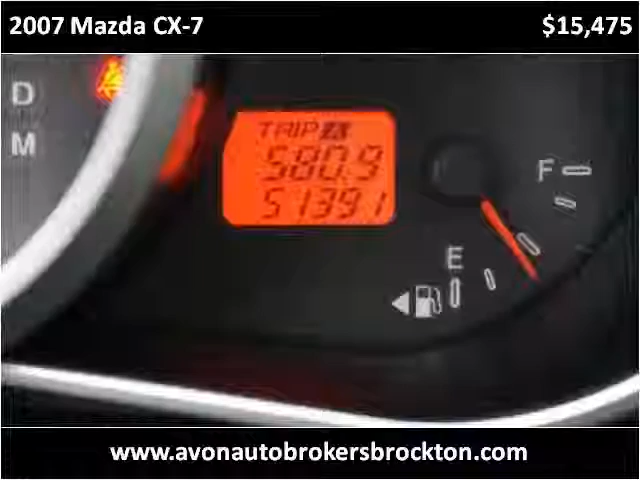 2007 Mazda CX-7 $15,475
D
M
TRIP A
580.9
51391
F
E
www.avonautobrokersbrockton.com